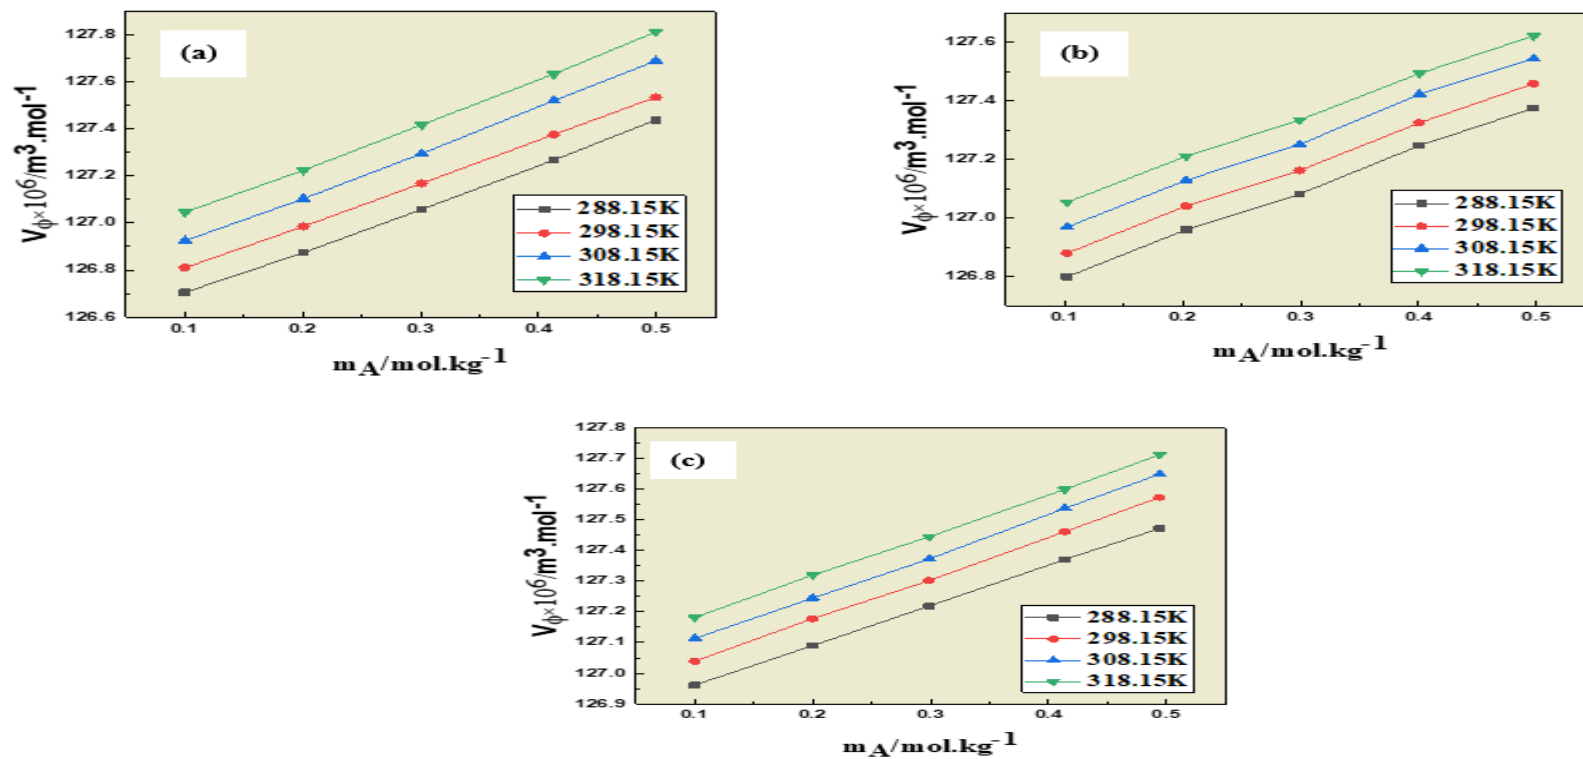 (a)
Vϕ×10⁶/m³.mol-1
127.8
127.6
127.4
127.2
127.0
126.8
126.6
288.15K
298.15K
308.15K
318.15K
0.1 0.2 0.3 0.4 0.5
mA/mol.kg-1
(b)
Vϕ×10⁶/m³.mol-1
127.6
127.4
127.2
127.0
126.8
288.15K
298.15K
308.15K
318.15K
0.1 0.2 0.3 0.4 0.5
mA/mol.kg-1
(c)
Vϕ×10⁶/m³.mol-1
127.8
127.7
127.6
127.5
127.4
127.3
127.2
127.1
127.0
126.9
288.15K
298.15K
308.15K
318.15K
0.1 0.2 0.3 0.4 0.5
mA/mol.kg-1